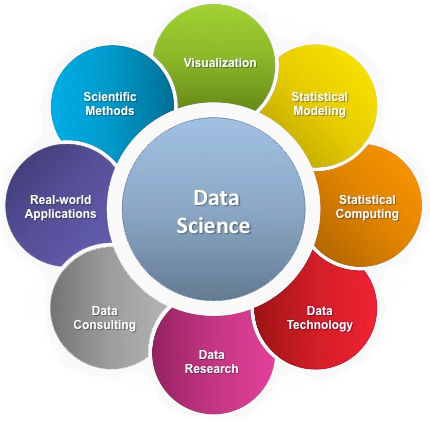 Visualization
Statistical
Modeling
Statistical
Computing
Data
Technology
Data
Research
Data
Consulting
Real-world
Applications
Scientific
Methods
Data
Science